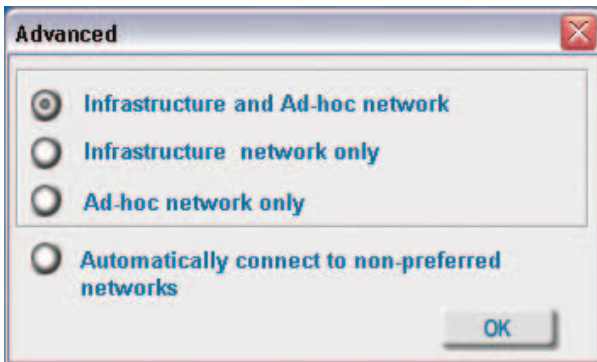 Advanced
Infrastructure and Ad-hoc network
Infrastructure network only
Ad-hoc network only
Automatically connect to non-preferred
networks
OK